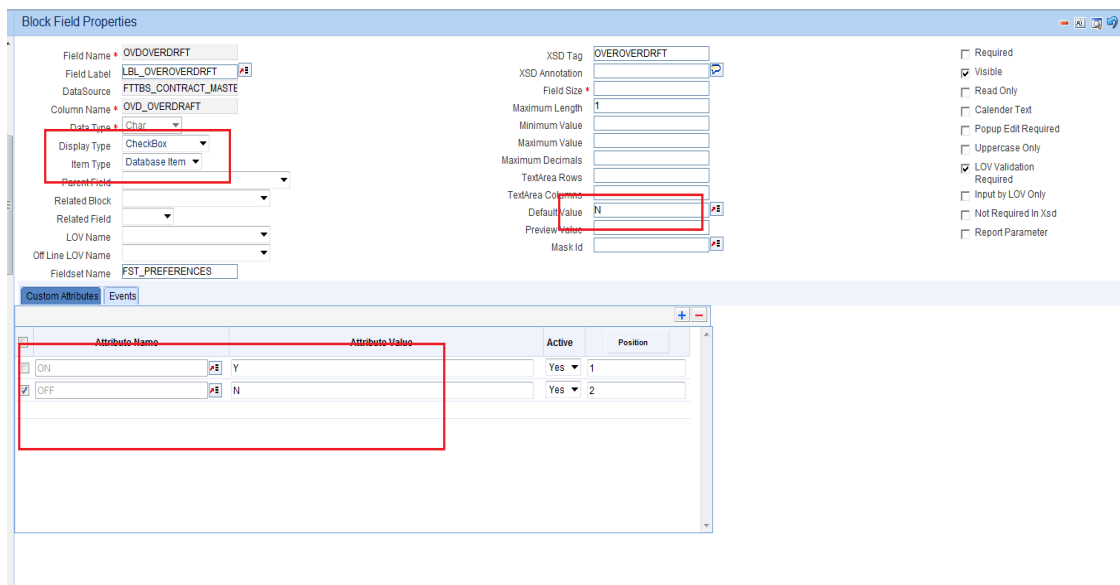 Block Field Properties
Field Name * OVDOVERDRFT
Field Label LBL_OVEROVERDRFT
DataSource FTTBS_CONTRACT_MASTE
Column Name * OVD_OVERDRAFT
Data Type * Char
Display Type CheckBox
Item Type Database Item
Parent Field
Related Block
Related Field
LOV Name
Off Line LOV Name
Fieldset Name FST_PREFERENCES
XSD Tag OVEROVERDRFT
XSD Annotation
Field Size *
Maximum Length 1
Minimum Value
Maximum Value
Maximum Decimals
TextArea Rows
TextArea Columns
Default Value N
Preview Value
Mask Id
Required
Visible
Read Only
Calender Text
Popup Edit Required
Uppercase Only
LOV Validation
Required
Input by LOV Only
Not Required In Xsd
Report Parameter
Custom Attributes Events
Attribute Name Attribute Value Active Position
ON Y Yes 1
OFF N Yes 2